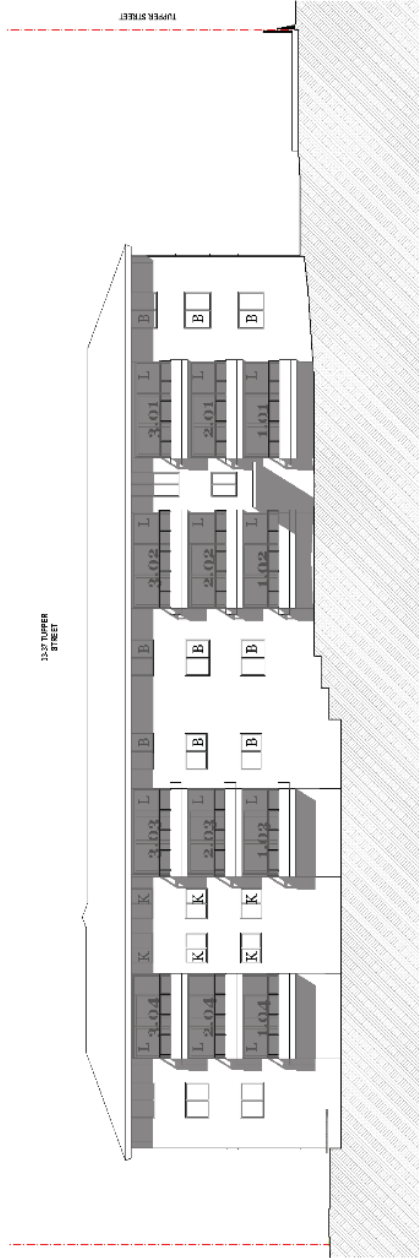 13-37 TUPPER
STREET
TUPPER STREET
L K K L B B L L B
3.04 3.03 3.02 3.01
L K K L B B L L B
2.04 2.03 2.02 2.01
L K K L B B L L B
1.04 1.03 1.02 1.01